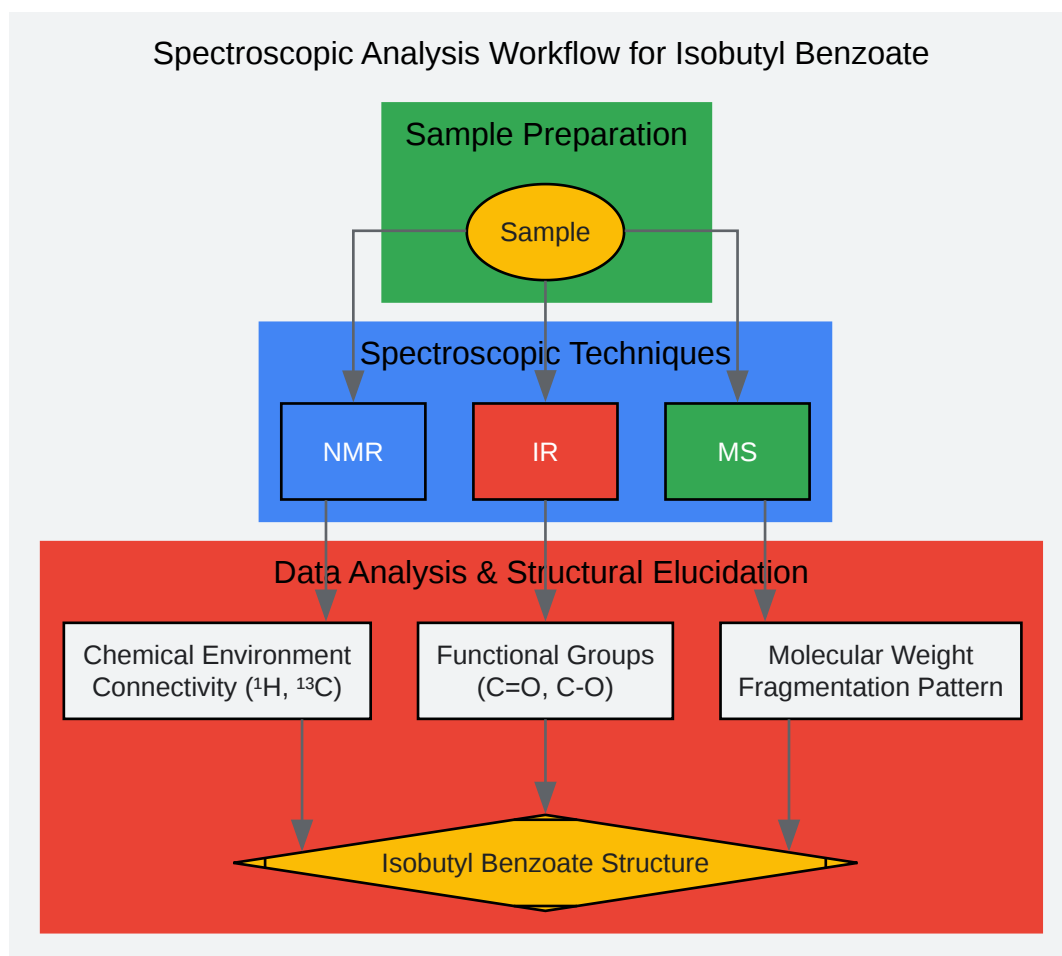 Spectroscopic Analysis Workflow for Isobutyl Benzoate
Sample Preparation
Sample
Spectroscopic Techniques
NMR
IR
MS
Data Analysis & Structural Elucidation
Chemical Environment
Connectivity (¹H, ¹³C)
Functional Groups
(C=O, C-O)
Molecular Weight
Fragmentation Pattern
Isobutyl Benzoate Structure